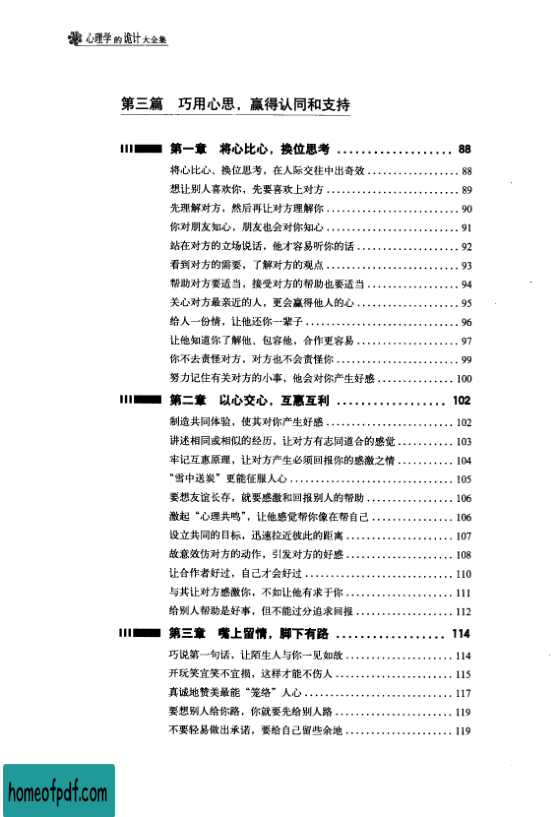 心理学的诡计大全集
第三篇 巧用心思，赢得认同和支持
第一章 将心比心，换位思考 ................... 88
将心比心、换位思考，在人际交往中出奇效 ................... 88
想让别人喜欢你，先要喜欢上对方 ................... 89
先理解对方，然后再让对方理解你 ................... 90
你对朋友知心，朋友也会对你知心 ................... 91
站在对方的立场说话，他才容易听你的话 ................... 92
看到对方的需要，了解对方的观点 ................... 93
帮助对方要适当，接受对方的帮助也要适当 ................... 94
关心对方最亲近的人，更会赢得他人的心 ................... 95
给人一份情，让他还你一辈子 ................... 96
让他知道你了解他、包容他，合作更容易 ................... 97
你不去责怪对方，对方也不会责怪你 ................... 99
努力记住有关对方的小事，他会对你产生好感 ................... 100
第二章 以心交心，互惠互利 ................... 102
制造共同体验，使其对你产生好感 ................... 102
讲述相同或相似的经历，让对方有志同道合的感觉 ................... 103
牢记互惠原理，让对方产生必须回报你的感激之情 ................... 104
“雪中送炭”更能征服人心 ................... 105
要想友谊长存，就要感激和回报别人的帮助 ................... 106
激起“心理共鸣”，让他感觉帮你像在帮自己 ................... 106
设立共同的目标，迅速拉近彼此的距离 ................... 107
故意效仿对方的动作，引发对方的好感 ................... 108
让合作者好过，自己才会好过 ................... 110
与其让对方感激你，不如让他有求于你 ................... 111
给别人帮助是好事，但不能过分追求回报 ................... 112
第三章 嘴上留情，脚下有路 ................... 114
巧说第一句话，让陌生人与你一见如故 ................... 114
开玩笑宜笑不宜损，这样才能不伤人 ................... 115
真诚地赞美最能“笼络”人心 ................... 117
要想别人给你路，你就要先给别人路 ................... 119
不要轻易做出承诺，要给自己留些余地 ................... 119
homeofpdf.com